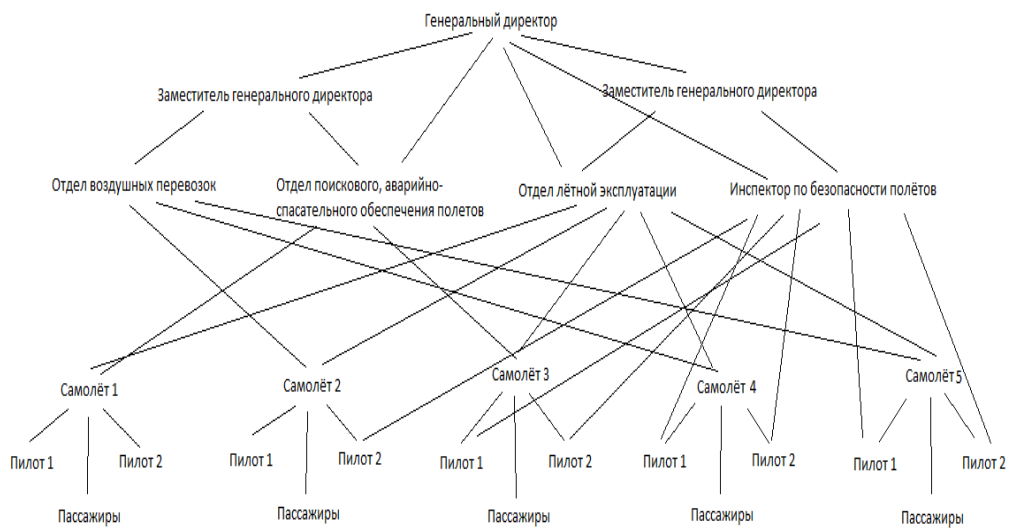 Генеральный директор
Заместитель генерального директора
Заместитель генерального директора
Отдел воздушных перевозок
Отдел поискового, аварийно-
спасательного обеспечения полетов
Отдел лётной эксплуатации
Инспектор по безопасности полётов
Самолёт 1
Самолёт 2
Самолёт 3
Самолёт 4
Самолёт 5
Пилот 1
Пилот 2
Пилот 1
Пилот 2
Пилот 1
Пилот 2
Пилот 1
Пилот 2
Пилот 1
Пилот 2
Пассажиры
Пассажиры
Пассажиры
Пассажиры
Пассажиры